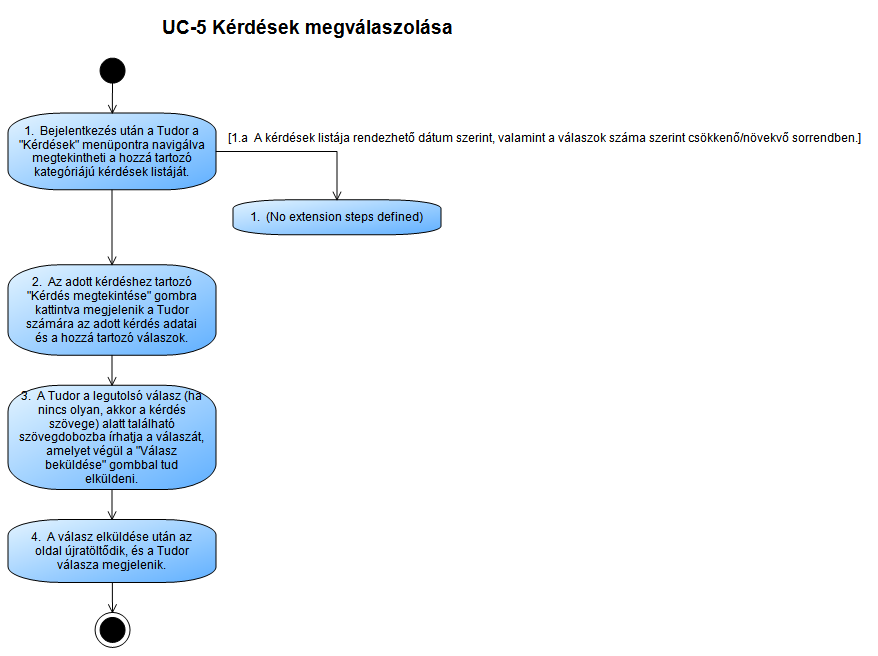 UC-5 Kérdések megválaszolása
1. Bejelentkezés után a Tudor a
"Kérdések" menüpontra navigálva
megtekintheti a hozzá tartozó
kategóriájú kérdések listáját.
[1.a A kérdések listája rendezhető dátum szerint, valamint a válaszok száma szerint csökkenő/növekvő sorrendben.]
1. (No extension steps defined)
2. Az adott kérdéshez tartozó
"Kérdés megtekintése" gombra
kattintva megjelenik a Tudor
számára az adott kérdés adatai
és a hozzá tartozó válaszok.
3. A Tudor a legutolsó válasz (ha
nincs olyan, akkor a kérdés
szövege) alatt található
szövegdobozba írhatja a válaszát,
amelyet végül a "Válasz
beküldése" gombbal tud
elküldeni.
4. A válasz elküldése után az
oldal újratöltődik, és a Tudor
válasza megjelenik.